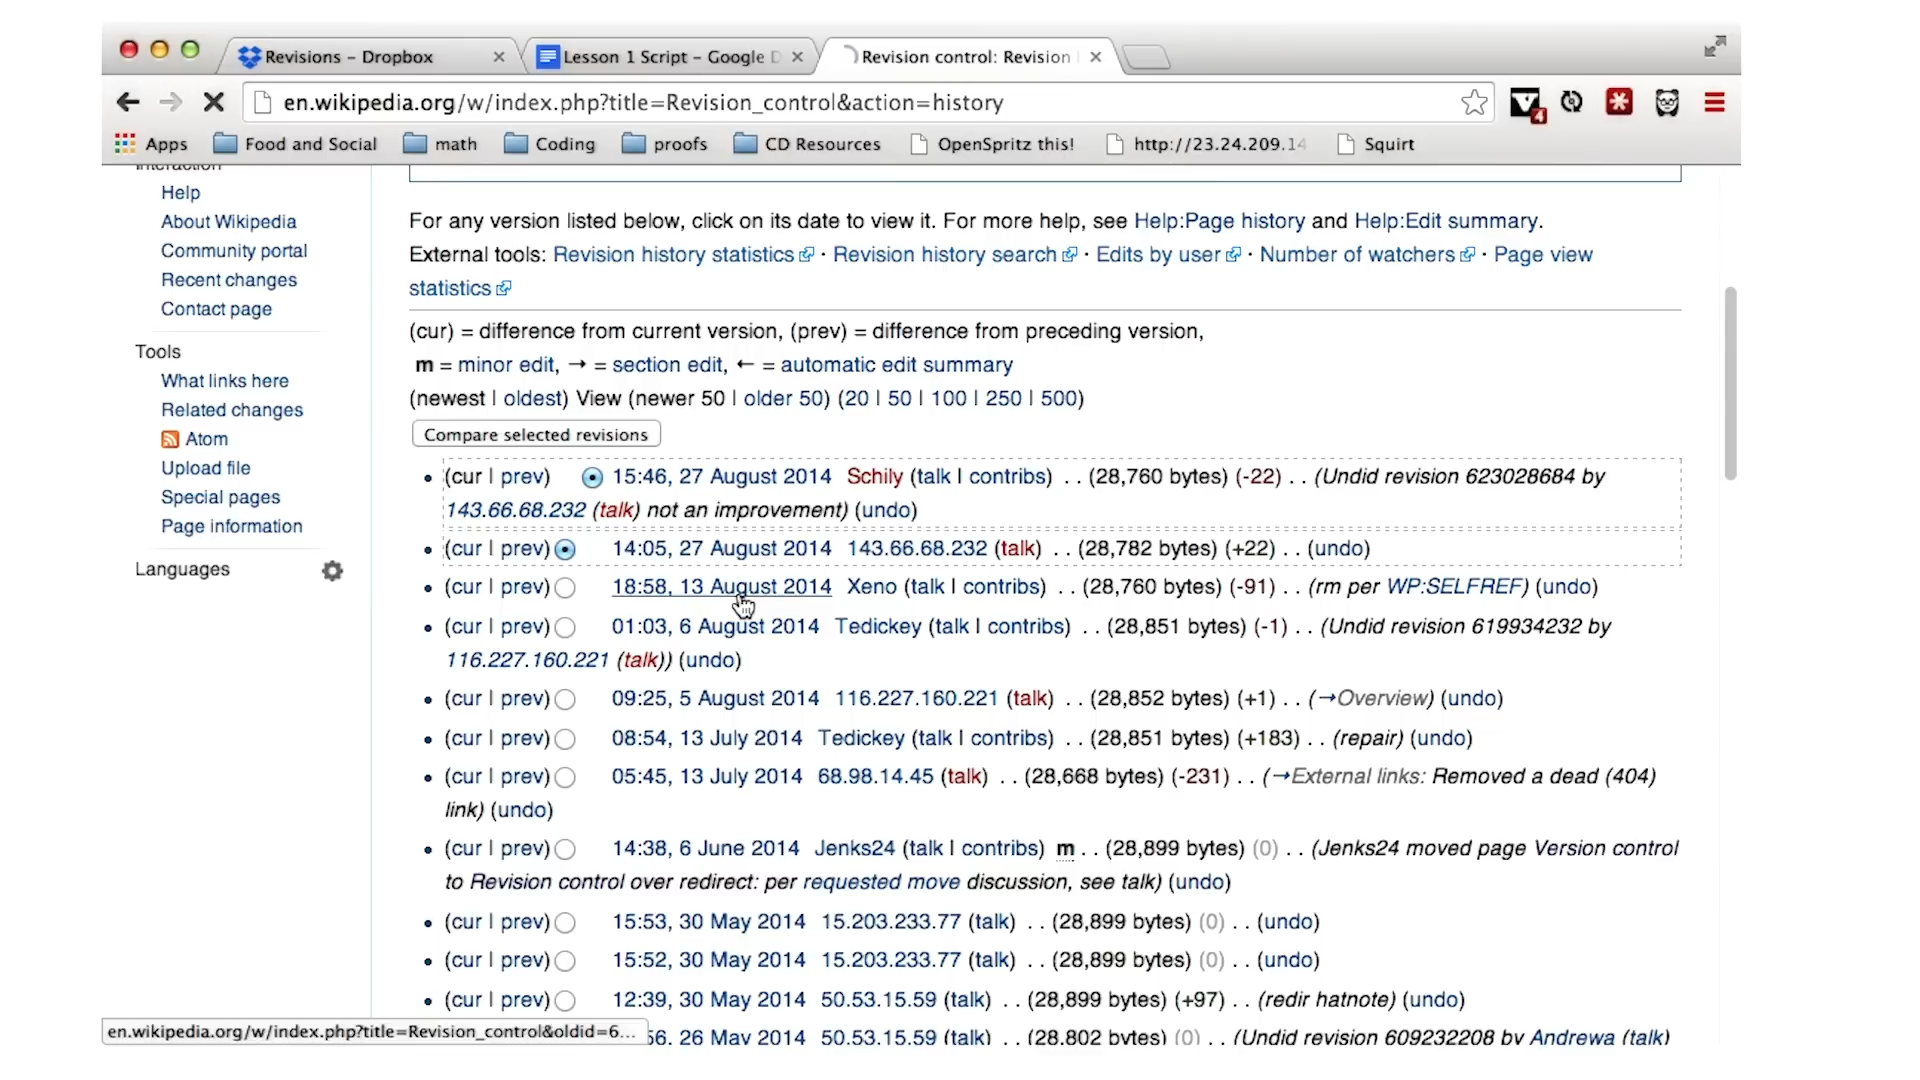 Revisions – Dropbox
Lesson 1 Script – Google D
Revision control: Revision
en.wikipedia.org/w/index.php?title=Revision_control&action=history
4
Apps Food and Social math Coding proofs CD Resources OpenSpritz this! http://23.24.209.14 Squirt
Interaction
Help
About Wikipedia
Community portal
Recent changes
Contact page
Tools
What links here
Related changes
Atom
Upload file
Special pages
Page information
Languages
For any version listed below, click on its date to view it. For more help, see Help:Page history and Help:Edit summary.
External tools: Revision history statistics · Revision history search · Edits by user · Number of watchers · Page view
statistics
(cur) = difference from current version, (prev) = difference from preceding version,
m = minor edit, → = section edit, ← = automatic edit summary
(newest | oldest) View (newer 50 | older 50) (20 | 50 | 100 | 250 | 500)
Compare selected revisions
• (cur | prev) 15:46, 27 August 2014 Schily (talk | contribs) . . (28,760 bytes) (-22) . . (Undid revision 623028684 by
143.66.68.232 (talk) not an improvement) (undo)
• (cur | prev) 14:05, 27 August 2014 143.66.68.232 (talk) . . (28,782 bytes) (+22) . . (undo)
• (cur | prev) 18:58, 13 August 2014 Xeno (talk | contribs) . . (28,760 bytes) (-91) . . (rm per WP:SELFREF) (undo)
• (cur | prev) 01:03, 6 August 2014 Tedickey (talk | contribs) . . (28,851 bytes) (-1) . . (Undid revision 619934232 by
116.227.160.221 (talk)) (undo)
• (cur | prev) 09:25, 5 August 2014 116.227.160.221 (talk) . . (28,852 bytes) (+1) . . (→Overview) (undo)
• (cur | prev) 08:54, 13 July 2014 Tedickey (talk | contribs) . . (28,851 bytes) (+183) . . (repair) (undo)
• (cur | prev) 05:45, 13 July 2014 68.98.14.45 (talk) . . (28,668 bytes) (-231) . . (→External links: Removed a dead (404)
link) (undo)
• (cur | prev) 14:38, 6 June 2014 Jenks24 (talk | contribs) m . . (28,899 bytes) (0) . . (Jenks24 moved page Version control
to Revision control over redirect: per requested move discussion, see talk) (undo)
• (cur | prev) 15:53, 30 May 2014 15.203.233.77 (talk) . . (28,899 bytes) (0) . . (undo)
• (cur | prev) 15:52, 30 May 2014 15.203.233.77 (talk) . . (28,899 bytes) (0) . . (undo)
• (cur | prev) 12:39, 30 May 2014 50.53.15.59 (talk) . . (28,899 bytes) (+97) . . (redir hatnote) (undo)
56, 26 May 2014 50.53.15.59 (talk) . . (28,802 bytes) (0) . . (Undid revision 609232208 by Andrewa (talk)
en.wikipedia.org/w/index.php?title=Revision_control&oldid=6...